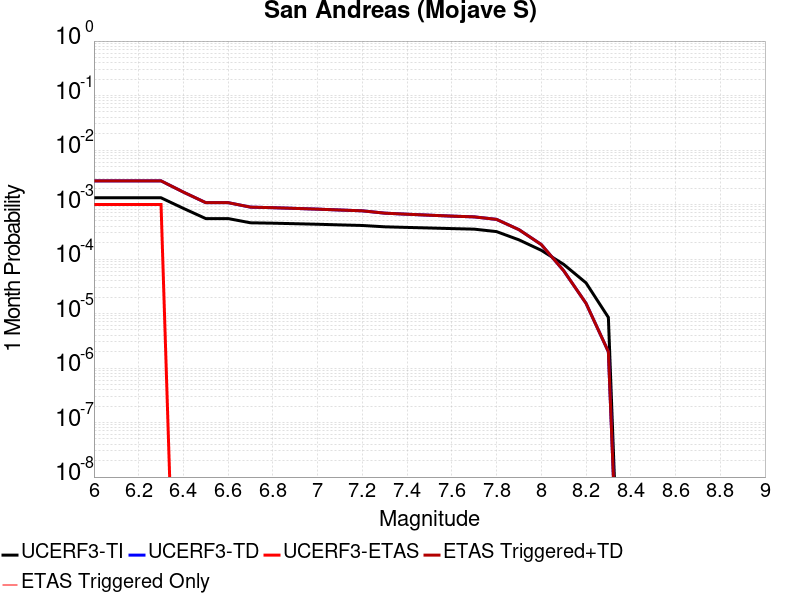 San Andreas (Mojave S)
10^0
10^-1
10^-2
10^-3
10^-4
10^-5
10^-6
10^-7
10^-8
1 Month Probability
6 6.2 6.4 6.6 6.8 7 7.2 7.4 7.6 7.8 8 8.2 8.4 8.6 8.8 9
Magnitude
UCERF3-TI UCERF3-TD UCERF3-ETAS ETAS Triggered+TD
ETAS Triggered Only